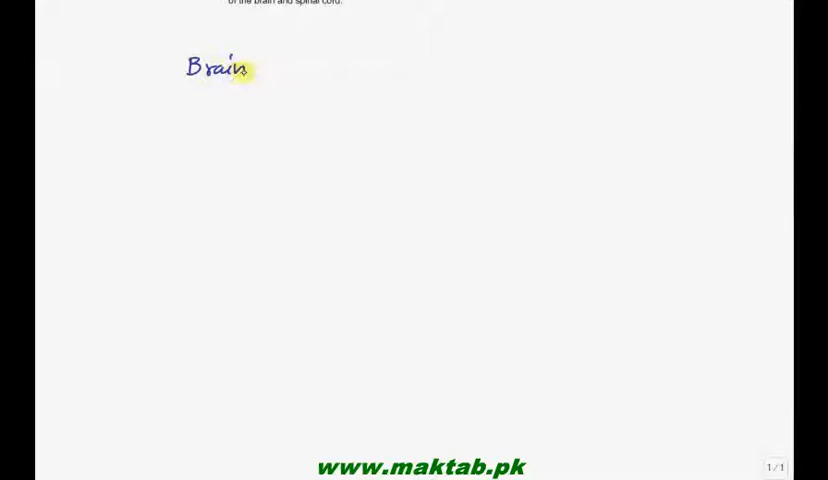 of the brain and spinal cord.
Brain
www.maktab.pk
1/1